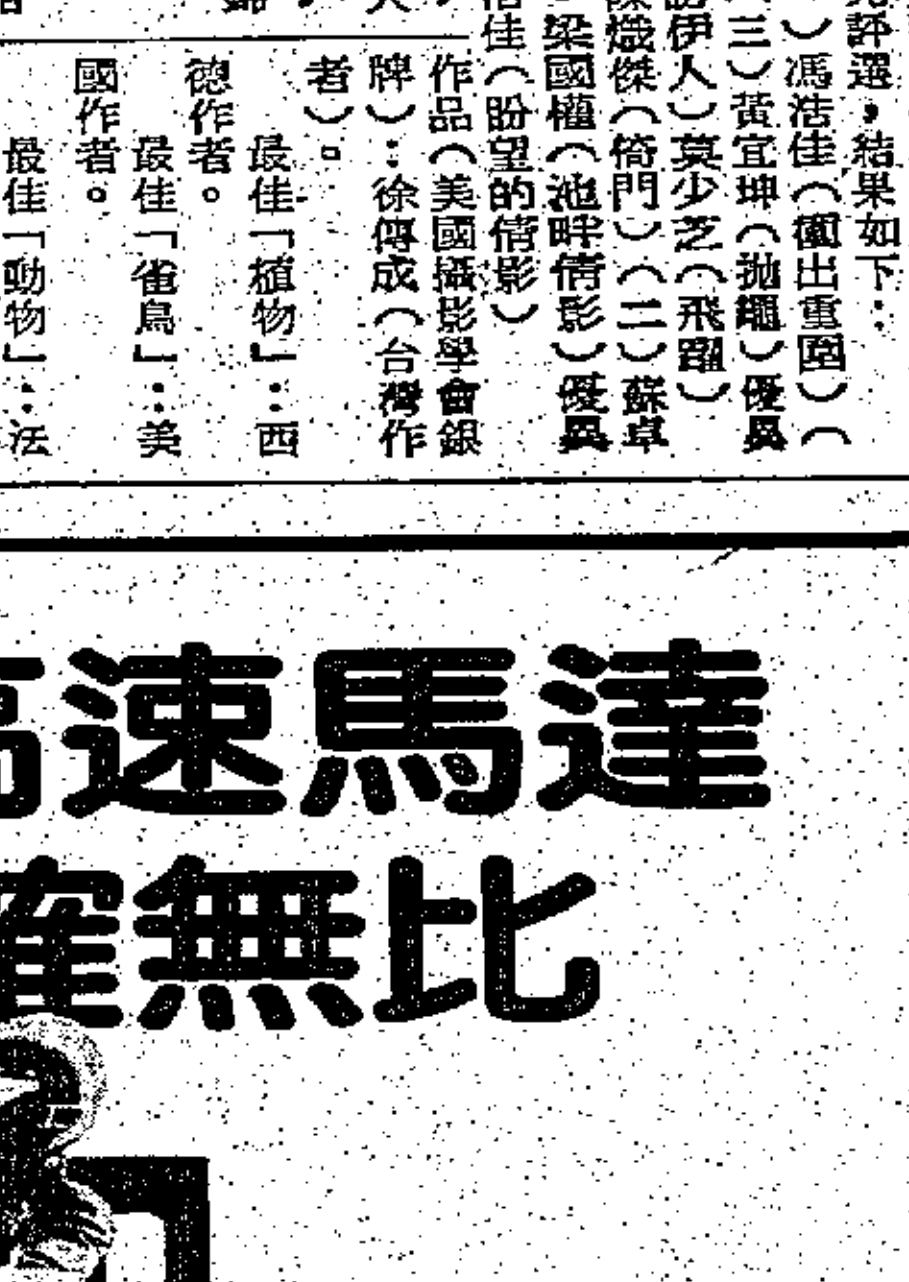 評選，結果如下：
）馮浩佳（圍出重圍）（
三）黃宜坤（拋繩）優異
伊人）莫少芝（飛躍）
熾傑（倚門）（二）蘇卓
梁國權（池畔倩影）優異
佳（盼望的倩影）
作品（美國攝影學會銀
牌）：徐傳成（台灣作
者）。
最佳「植物」：西
德作者。
最佳「雀鳥」：美
國作者。
最佳「動物」：法
速馬達
無比